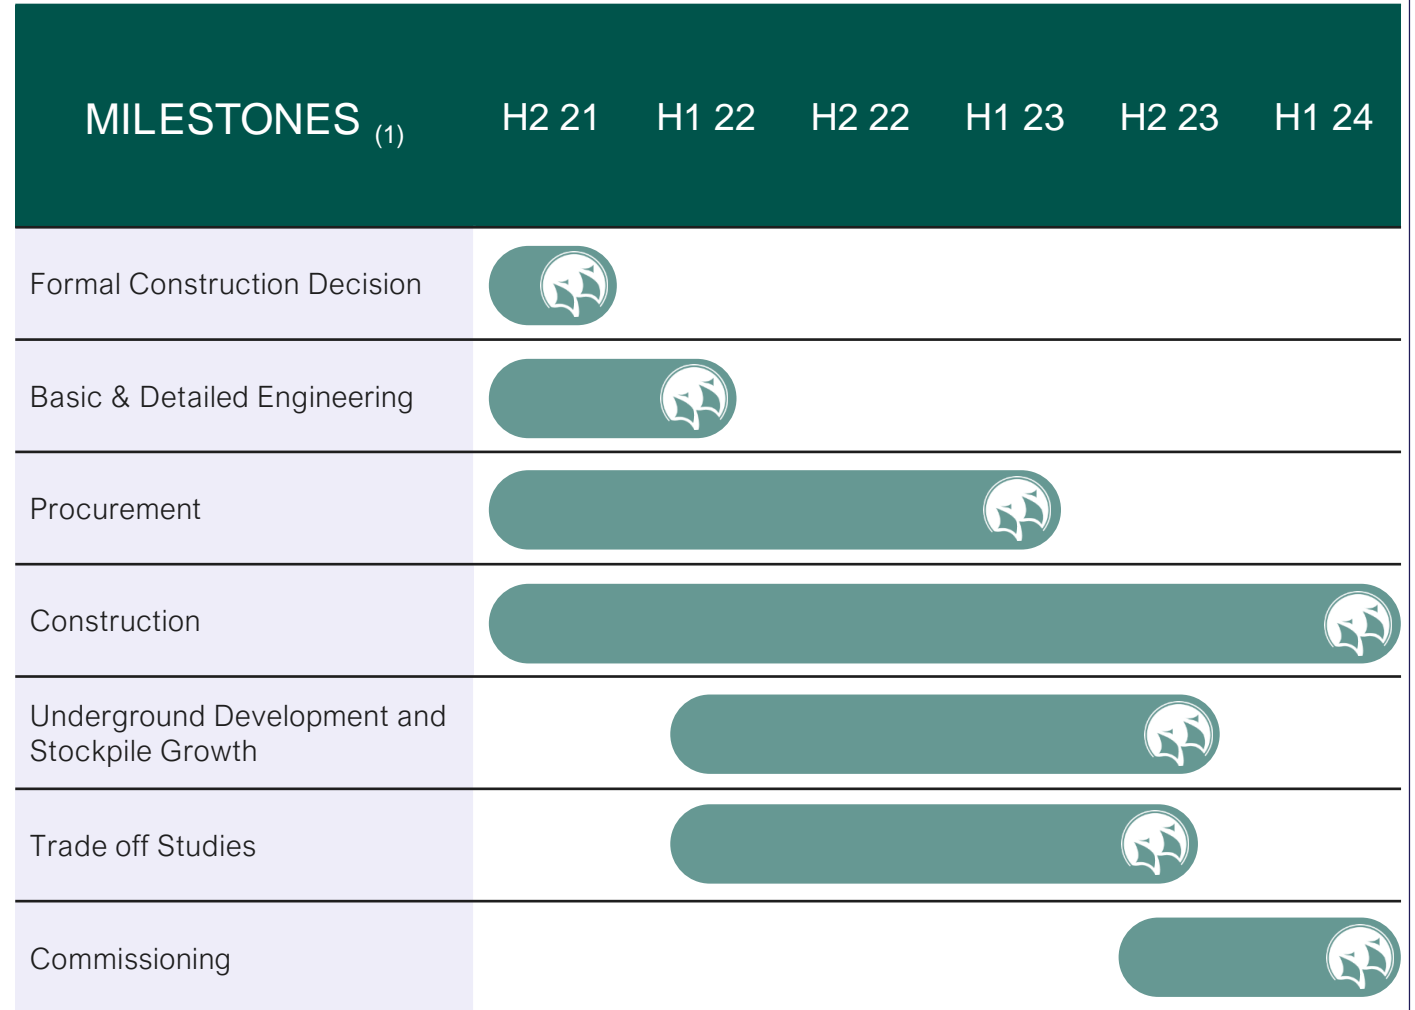 MILESTONES (1) H2 21 H1 22 H2 22 H1 23 H2 23 H1 24
Formal Construction Decision
Basic & Detailed Engineering
Procurement
Construction
Underground Development and
Stockpile Growth
Trade off Studies
Commissioning